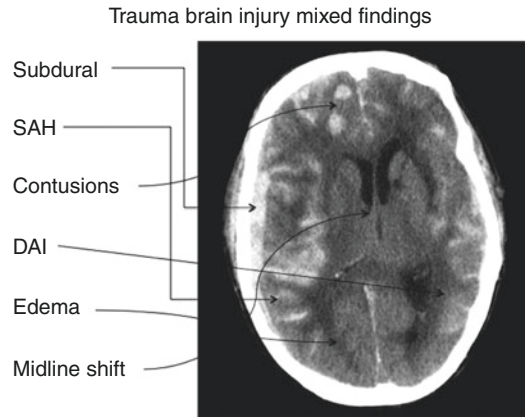 Trauma brain injury mixed findings
Subdural
SAH
Contusions
DAI
Edema
Midline shift